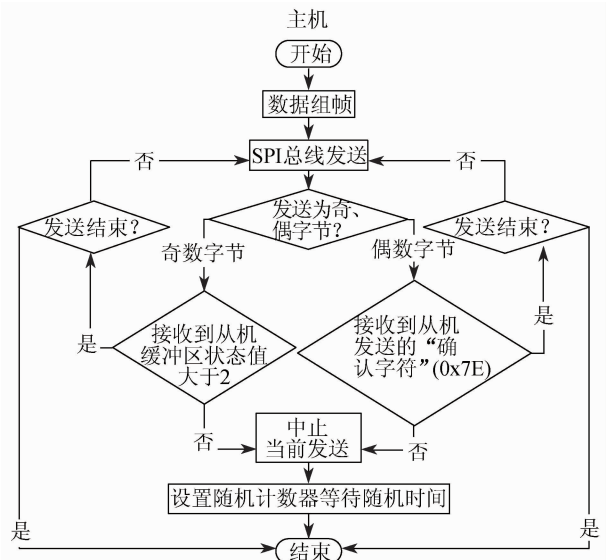 主机
开始
数据组帧
SPI总线发送
否
否
发送结束?
发送为奇、
偶字节?
发送结束?
奇数字节
偶数字节
是
接收到从机
缓冲区状态值
大于2
接收到从机
发送的“确
认字符”(0x7E)
是
否
中止
当前发送
否
设置随机计数器等待随机时间
是
结束
是